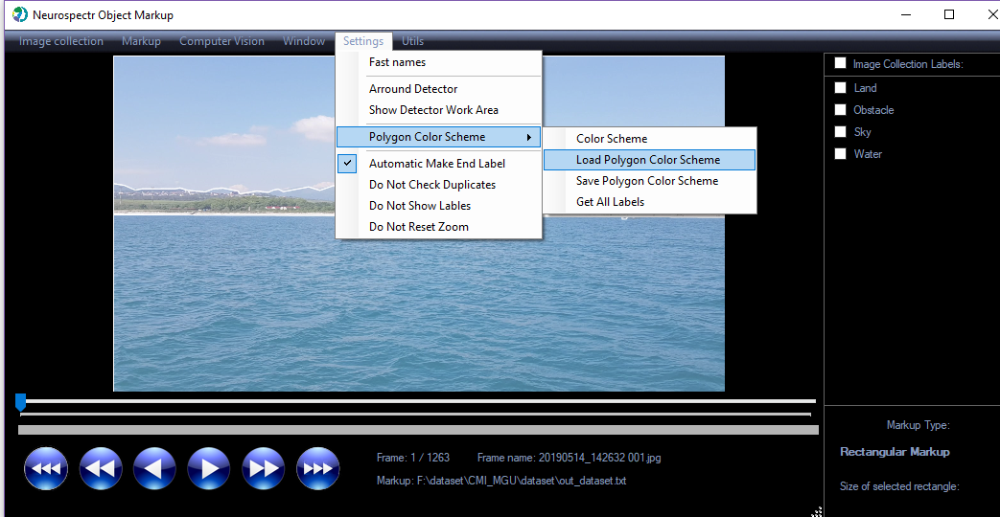 Neurospectr Object Markup
Image collection Markup Computer Vision Window Settings Utils
Fast names
Arround Detector
Show Detector Work Area
Polygon Color Scheme
Automatic Make End Label
Do Not Check Duplicates
Do Not Show Lables
Do Not Reset Zoom
Color Scheme
Load Polygon Color Scheme
Save Polygon Color Scheme
Get All Labels
Image Collection Labels:
Land
Obstacle
Sky
Water
Frame: 1 / 1263 Frame name: 20190514_142632 001.jpg
Markup: F:\dataset\CMI_MGU\dataset\out_dataset.txt
Markup Type:
Rectangular Markup
Size of selected rectangle: